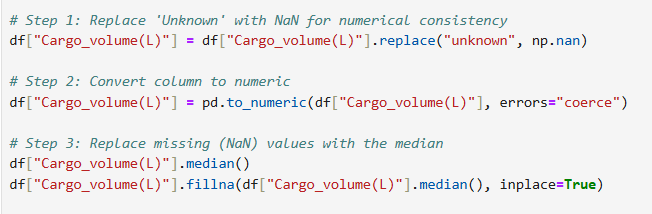 # Step 1: Replace 'Unknown' with NaN for numerical consistency
df["Cargo_volume(L)"] = df["Cargo_volume(L)"].replace("unknown", np.nan)
# Step 2: Convert column to numeric
df["Cargo_volume(L)"] = pd.to_numeric(df["Cargo_volume(L)"], errors="coerce")
# Step 3: Replace missing (NaN) values with the median
df["Cargo_volume(L)"].median()
df["Cargo_volume(L)"].fillna(df["Cargo_volume(L)"].median(), inplace=True)